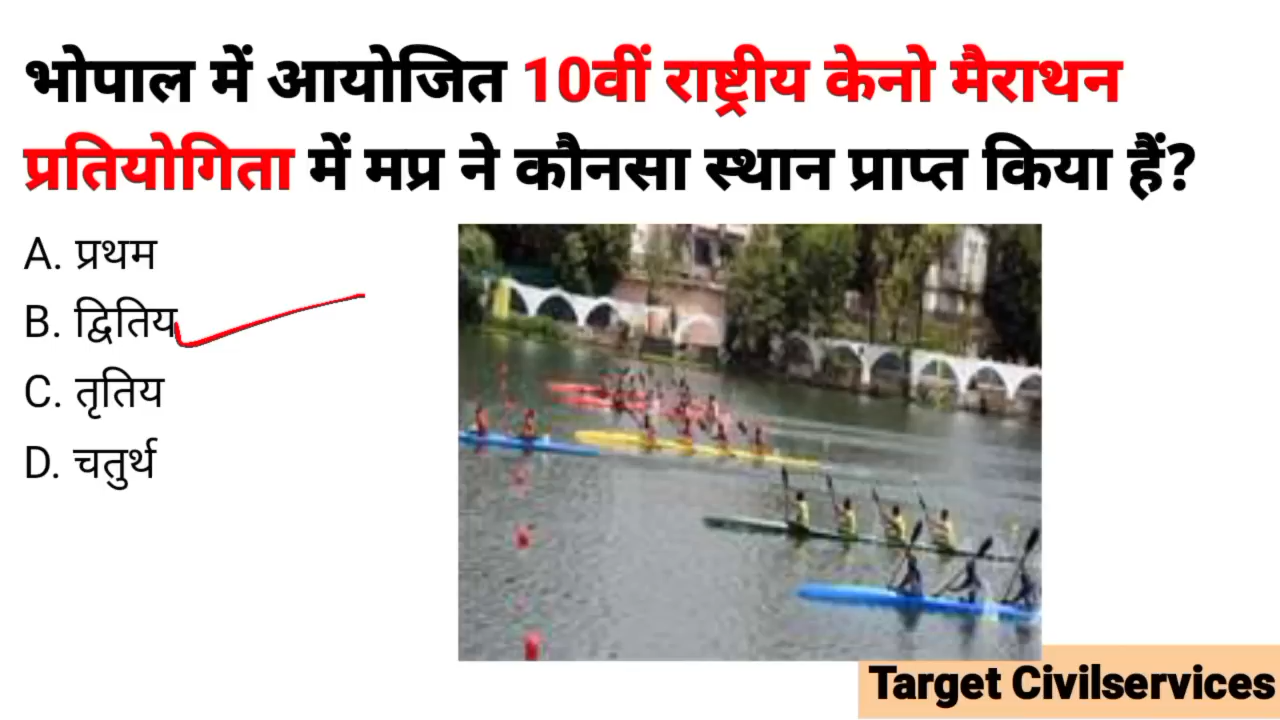 भोपाल में आयोजित 10वीं राष्ट्रीय केनो मैराथन
प्रतियोगिता में मप्र ने कौनसा स्थान प्राप्त किया हैं?
A. प्रथम
B. द्वितिय
C. तृतिय
D. चतुर्थ
Target Civilservices